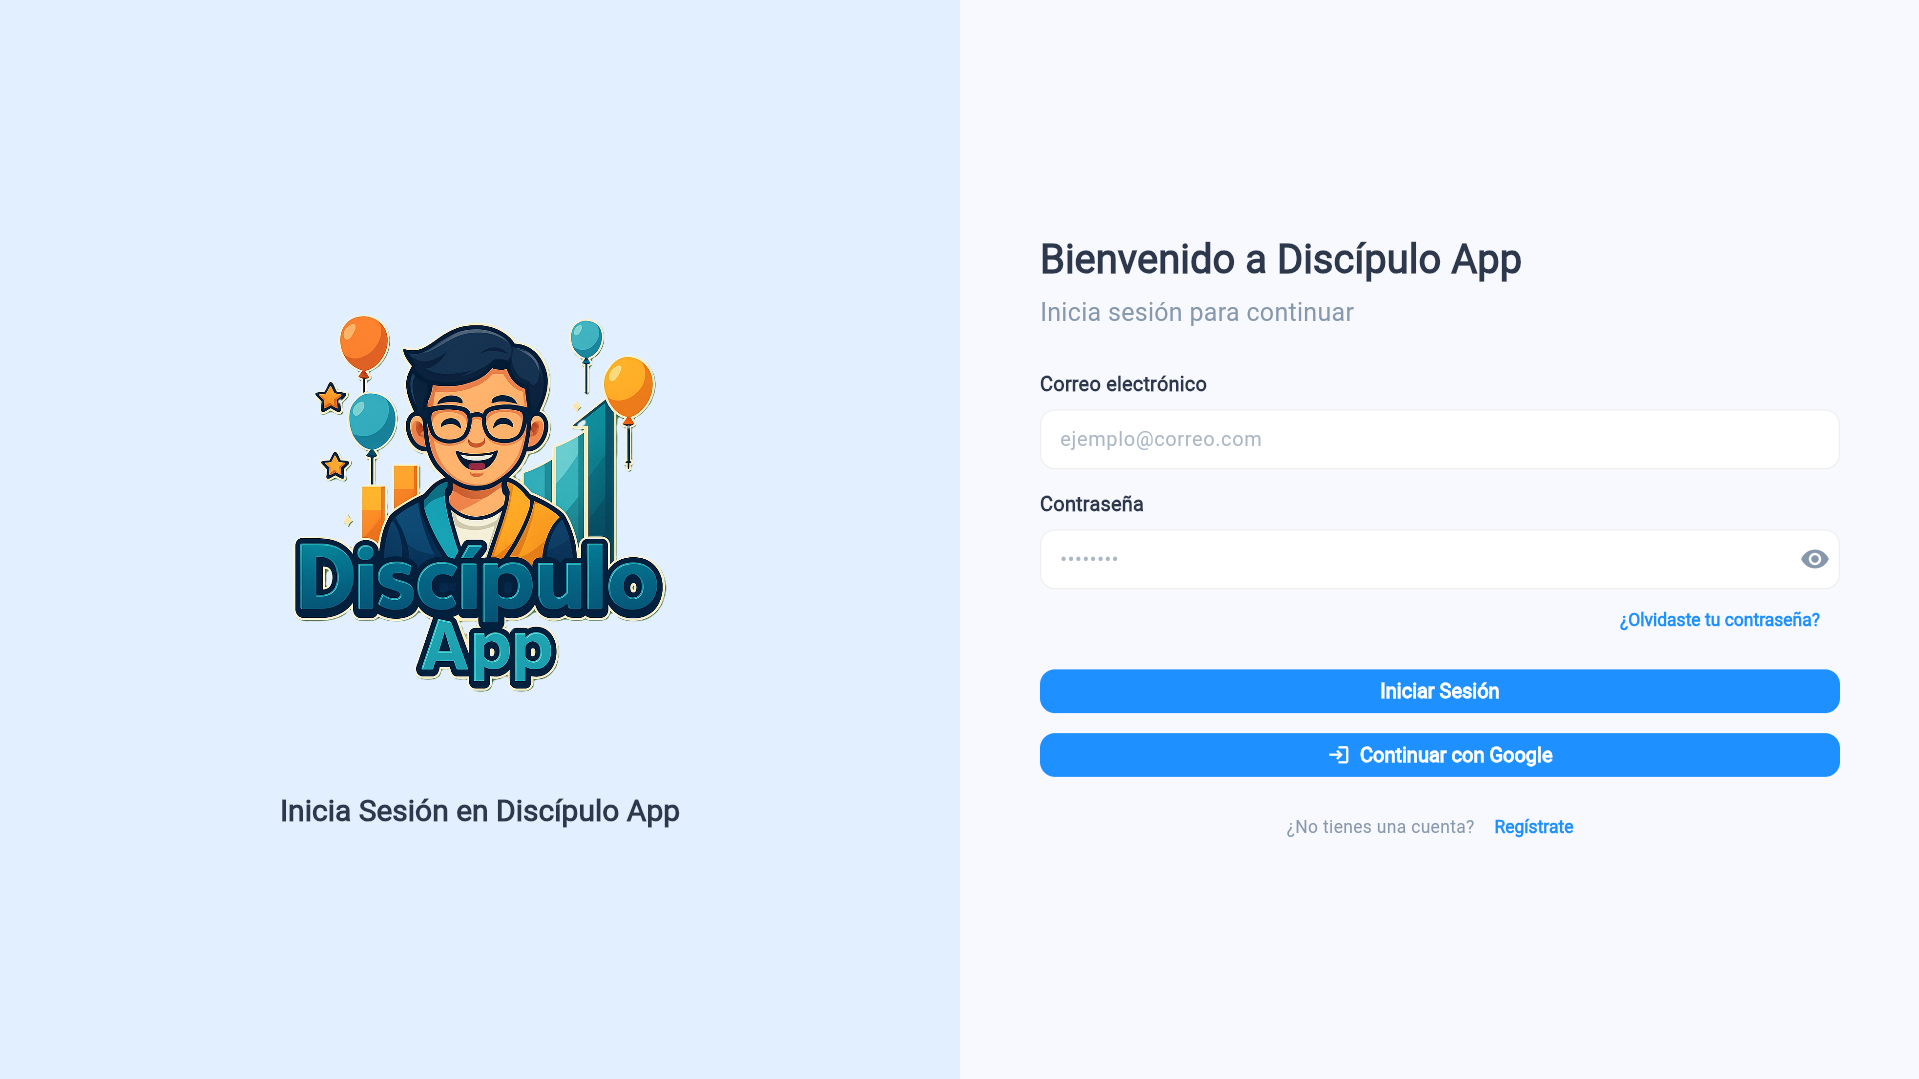 Discípulo
App
Inicia Sesión en Discípulo App
Bienvenido a Discípulo App
Inicia sesión para continuar
Correo electrónico
ejemplo@correo.com
Contraseña
••••••••
¿Olvidaste tu contraseña?
Iniciar Sesión
Continuar con Google
¿No tienes una cuenta? Regístrate